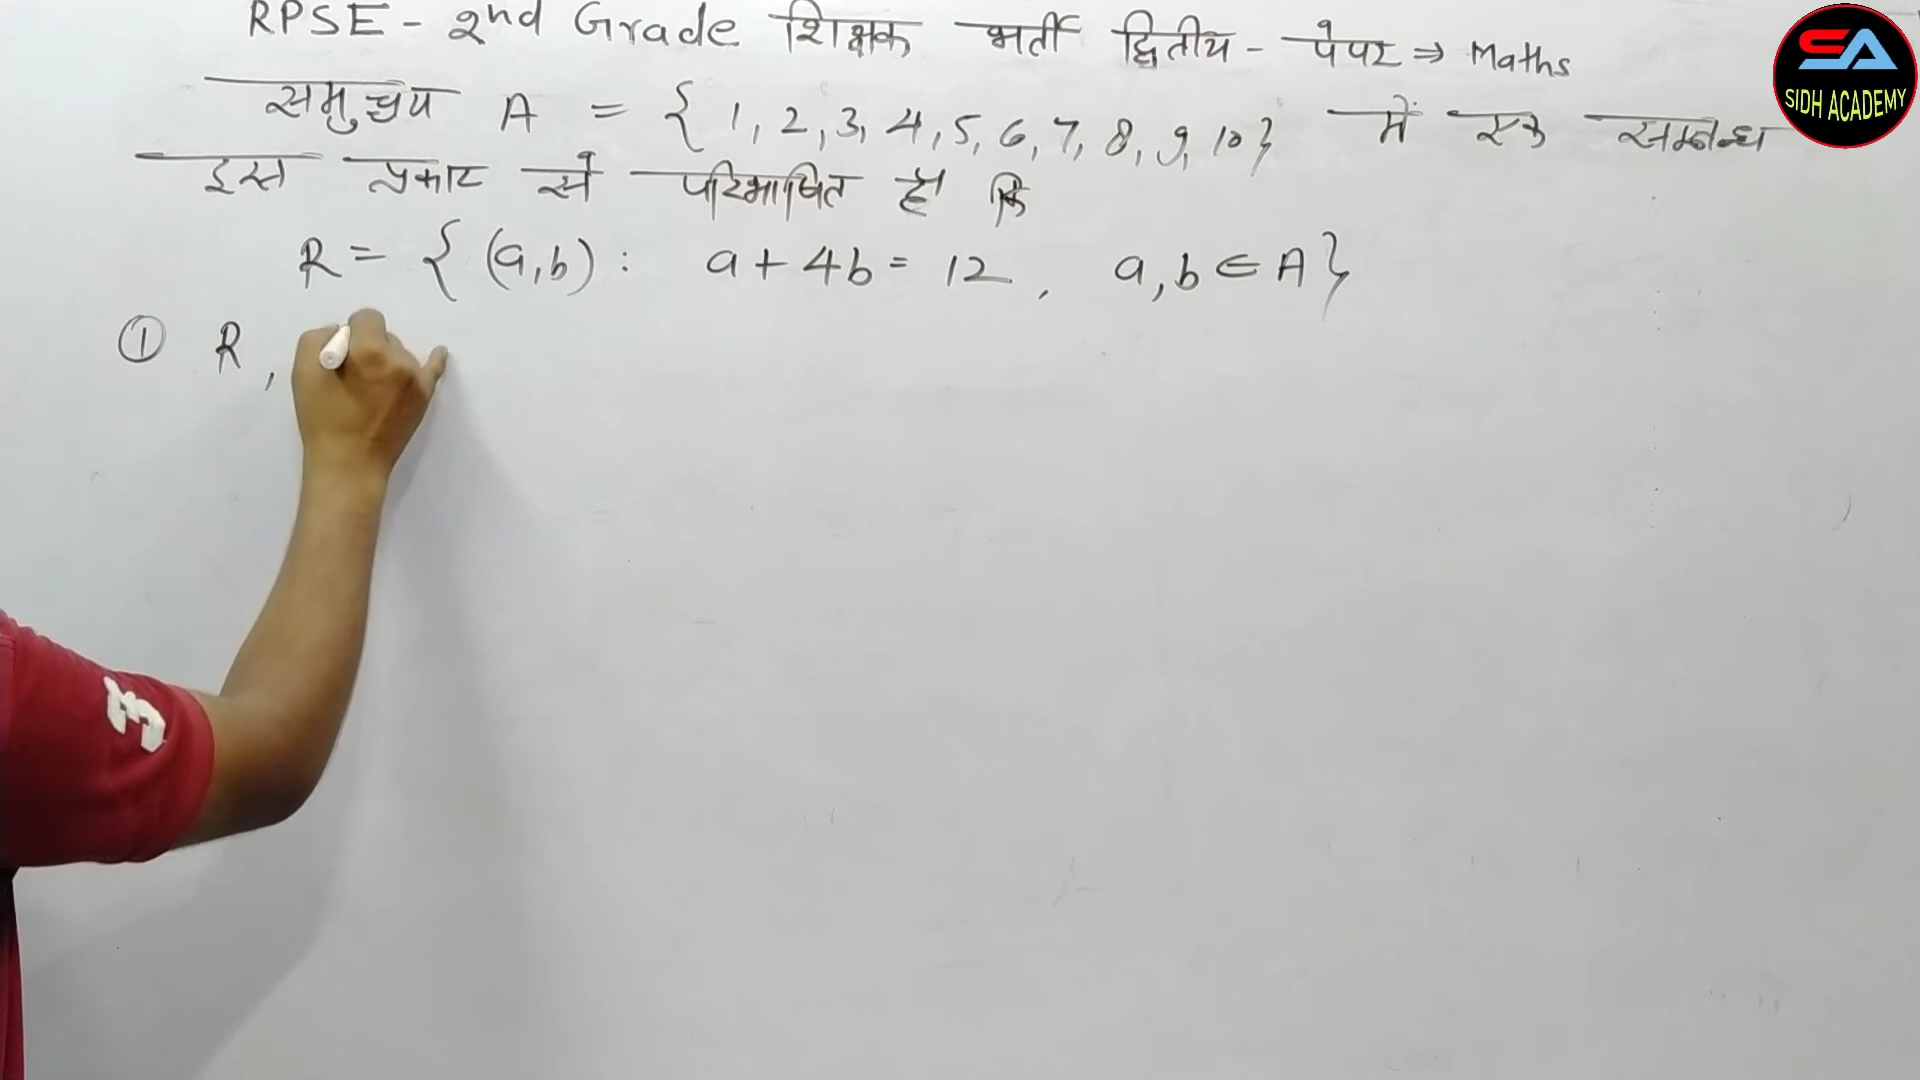 RPSE - 2nd Grade शिक्षक भर्ती द्वितीय - पेपर ⇒ Maths
समुच्चय A = { 1, 2, 3, 4, 5, 6, 7, 8, 9, 10} में एक सम्बन्ध
इस प्रकार से परिभाषित है कि
R = { (a,b) : a + 4b = 12 , a, b ∈ A }
① R ,
SA
SIDH ACADEMY